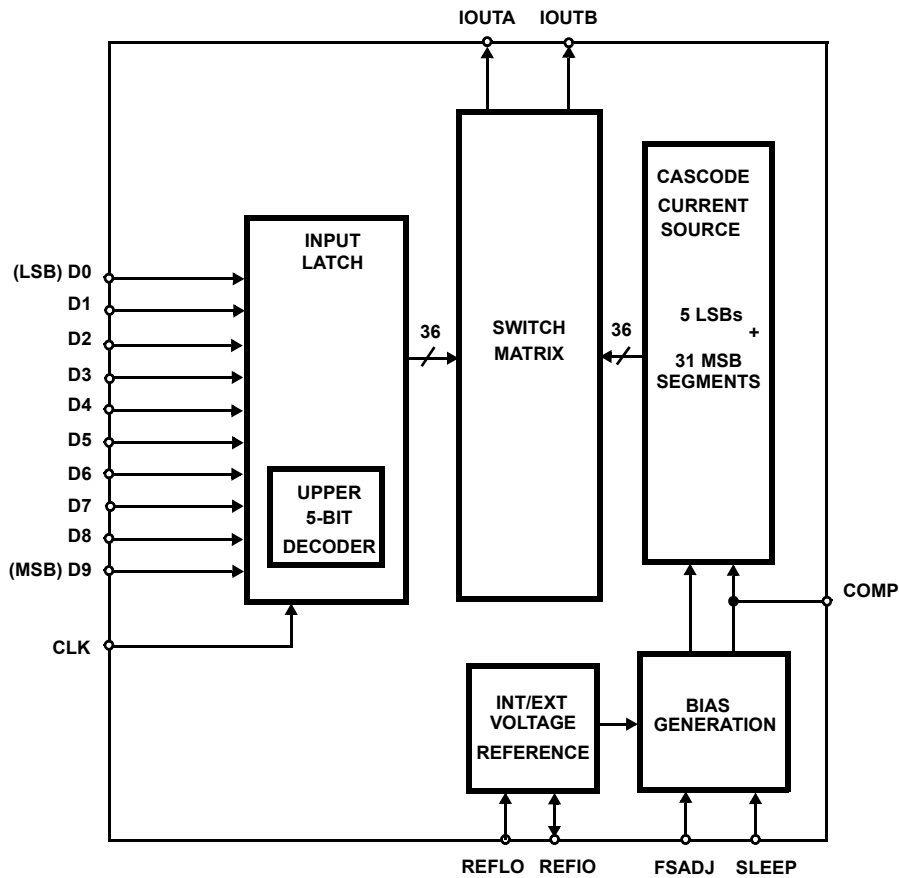 IOUTA IOUTB
CASCODE
CURRENT
SOURCE
5 LSBs
+
31 MSB
SEGMENTS
INPUT
LATCH
(LSB) D0
D1
D2
D3
D4
D5
D6
D7
D8
(MSB) D9
CLK
UPPER
5-BIT
DECODER
36
SWITCH
MATRIX
36
COMP
INT/EXT
VOLTAGE
REFERENCE
BIAS
GENERATION
REFLO REFIO FSADJ SLEEP